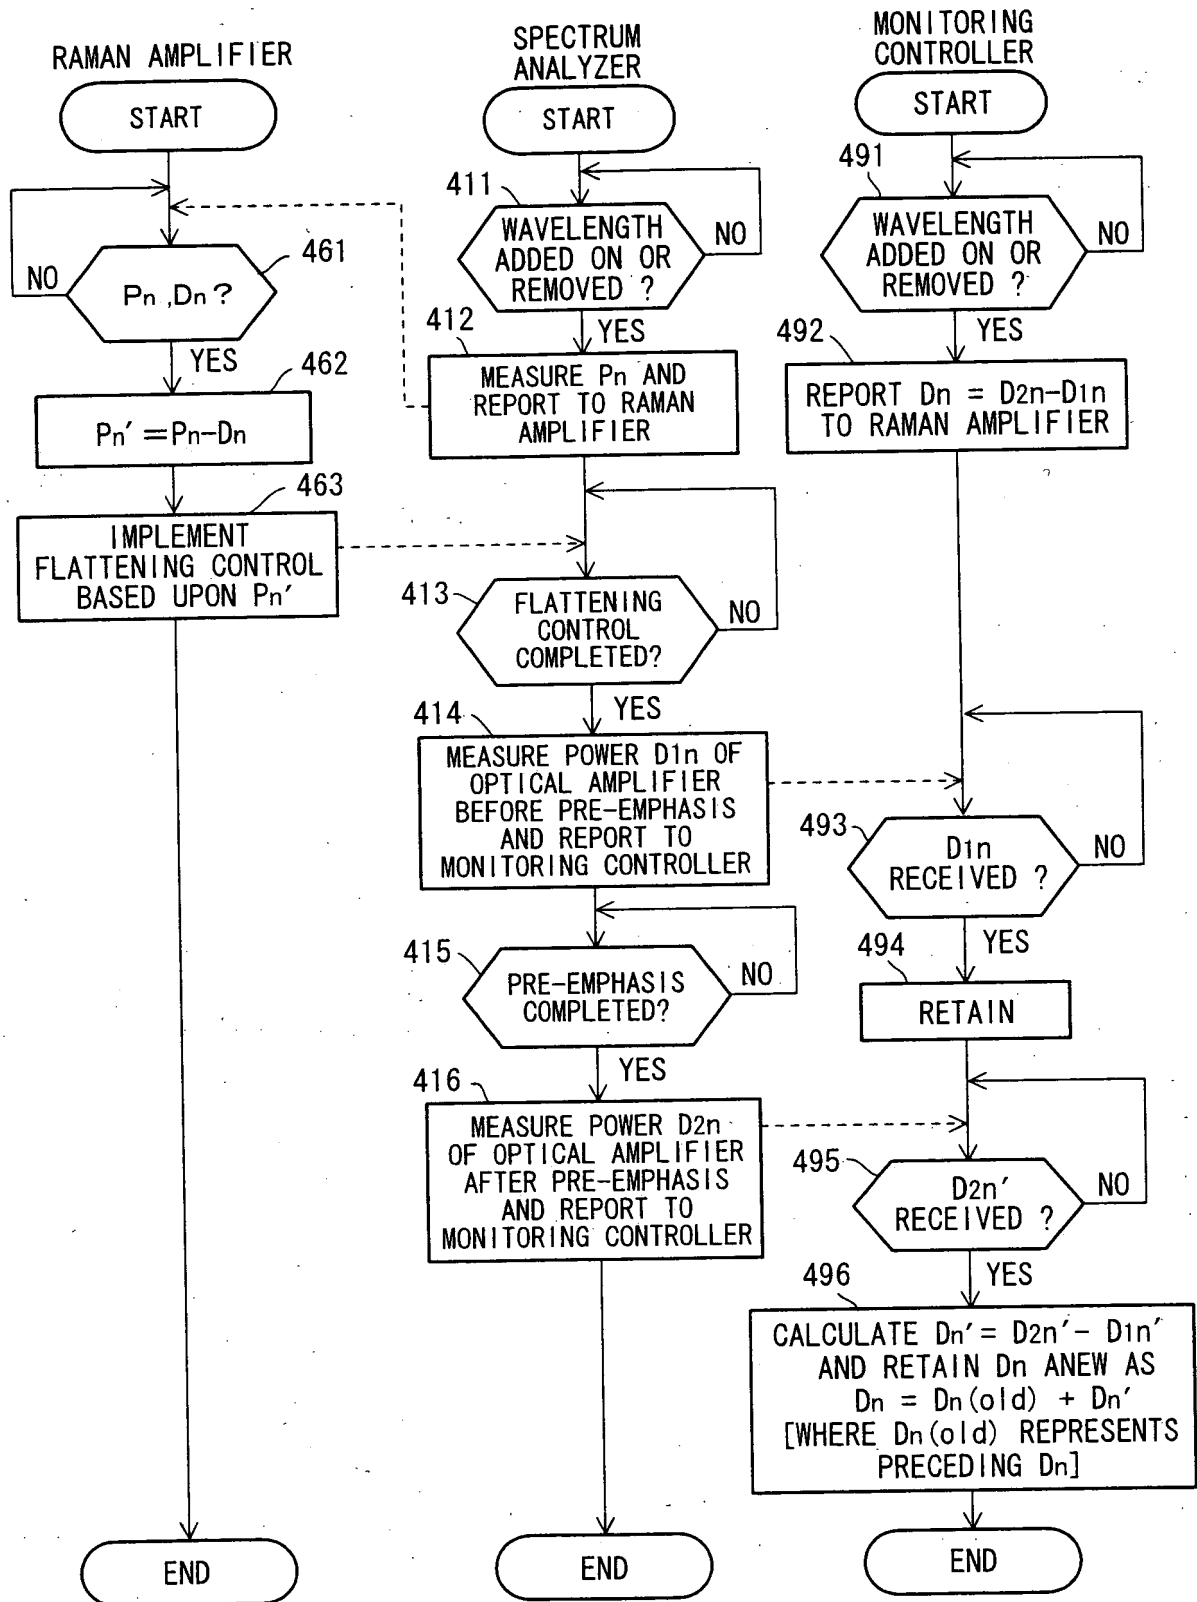 RAMAN AMPLIFIER
START
461
NO
Pn ,Dn ?
YES
462
Pn' =Pn-Dn
463
IMPLEMENT
FLATTENING CONTROL
BASED UPON Pn'
END
SPECTRUM
ANALYZER
START
411
WAVELENGTH
ADDED ON OR
REMOVED ?
NO
YES
412
MEASURE Pn AND
REPORT TO RAMAN
AMPLIFIER
413
FLATTENING
CONTROL
COMPLETED?
NO
YES
414
MEASURE POWER D1n OF
OPTICAL AMPLIFIER
BEFORE PRE-EMPHASIS
AND REPORT TO
MONITORING CONTROLLER
415
PRE-EMPHASIS
COMPLETED?
NO
YES
416
MEASURE POWER D2n
OF OPTICAL AMPLIFIER
AFTER PRE-EMPHASIS
AND REPORT TO
MONITORING CONTROLLER
END
MONITORING
CONTROLLER
START
491
WAVELENGTH
ADDED ON OR
REMOVED ?
NO
YES
492
REPORT Dn = D2n-D1n
TO RAMAN AMPLIFIER
493
D1n
RECEIVED ?
NO
YES
494
RETAIN
495
D2n'
RECEIVED ?
NO
YES
496
CALCULATE Dn' = D2n' - D1n'
AND RETAIN Dn ANEW AS
Dn = Dn(old) + Dn'
[WHERE Dn(old) REPRESENTS
PRECEDING Dn]
END